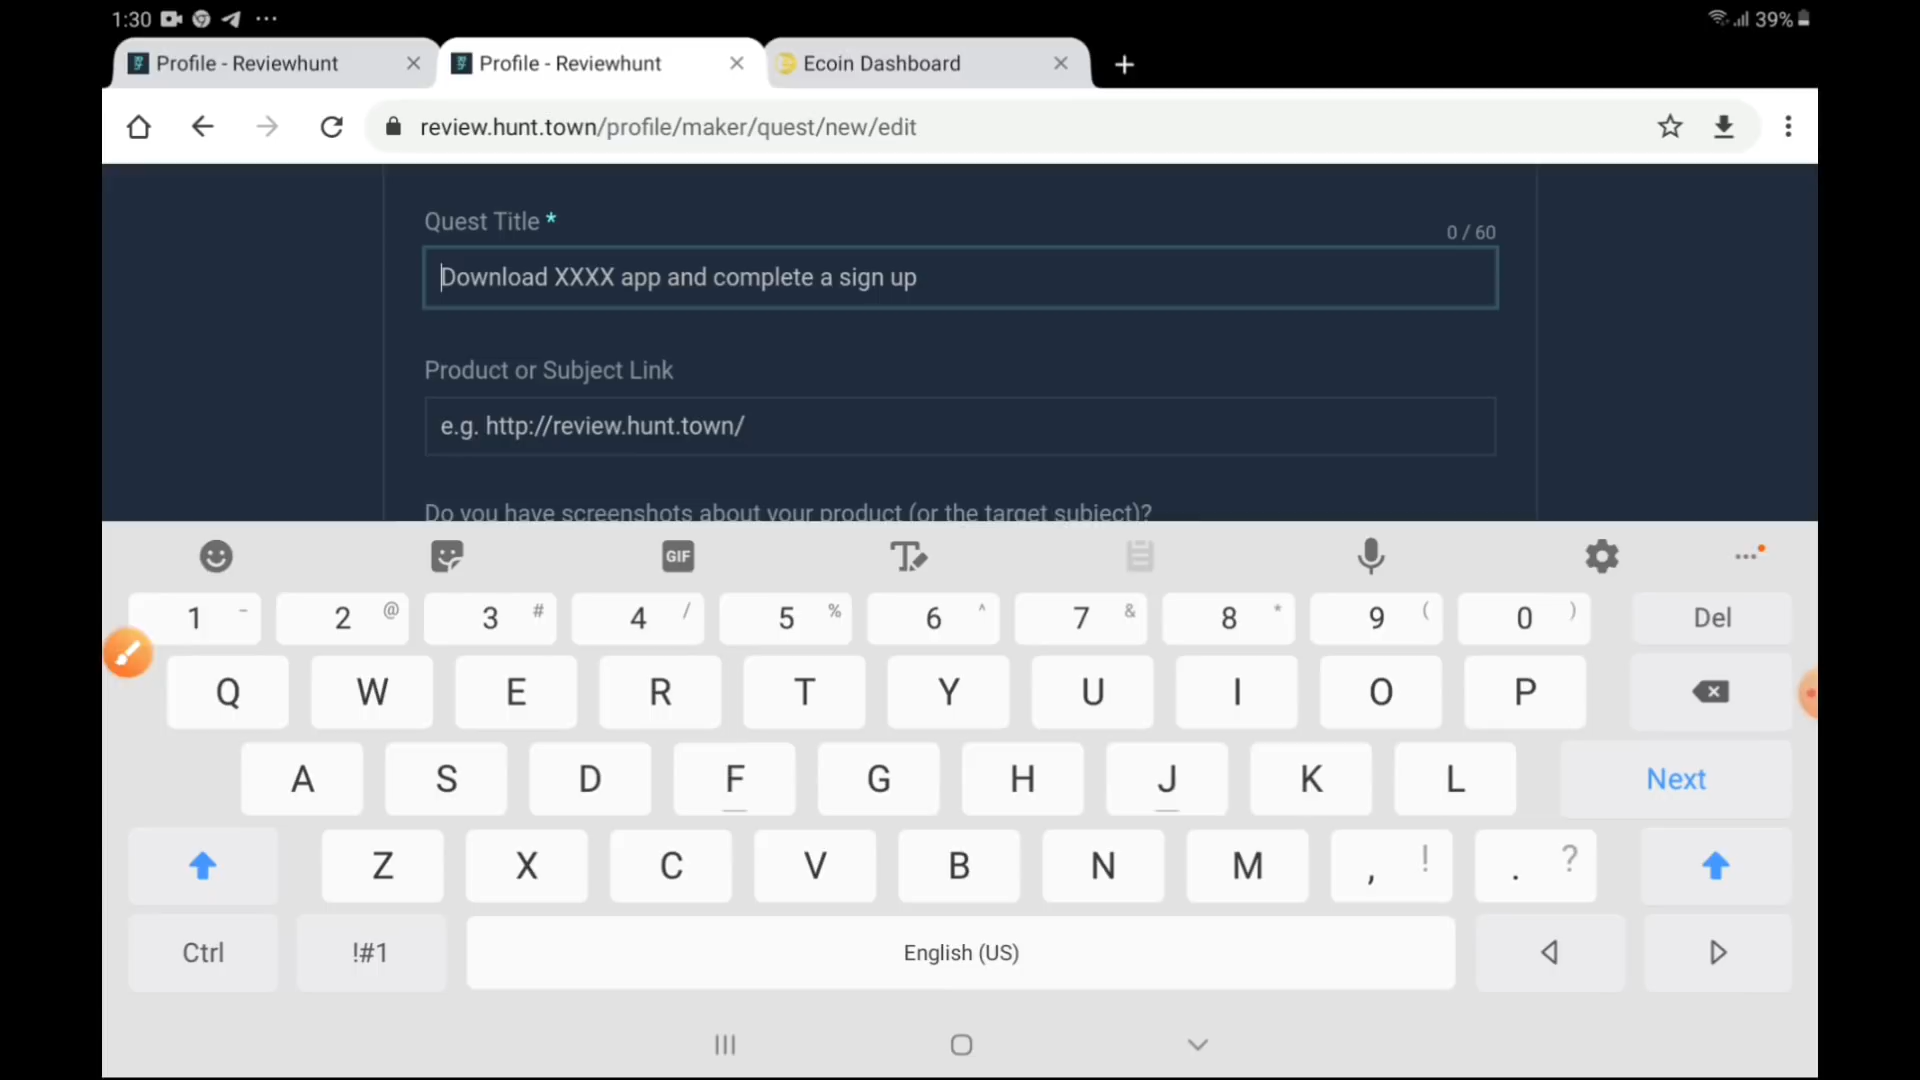 1:30
39%
Profile - Reviewhunt
Profile - Reviewhunt
Ecoin Dashboard
review.hunt.town/profile/maker/quest/new/edit
Quest Title *
0 / 60
Download XXXX app and complete a sign up
Product or Subject Link
e.g. http://review.hunt.town/
Do you have screenshots about your product (or the target subject)?
GIF
1 - 2 @ 3 # 4 / 5 % 6 ^ 7 & 8 * 9 ( 0 ) Del
Q W E R T Y U I O P
A S D F G H J K L Next
Z X C V B N M , ! . ?
Ctrl !#1 English (US)